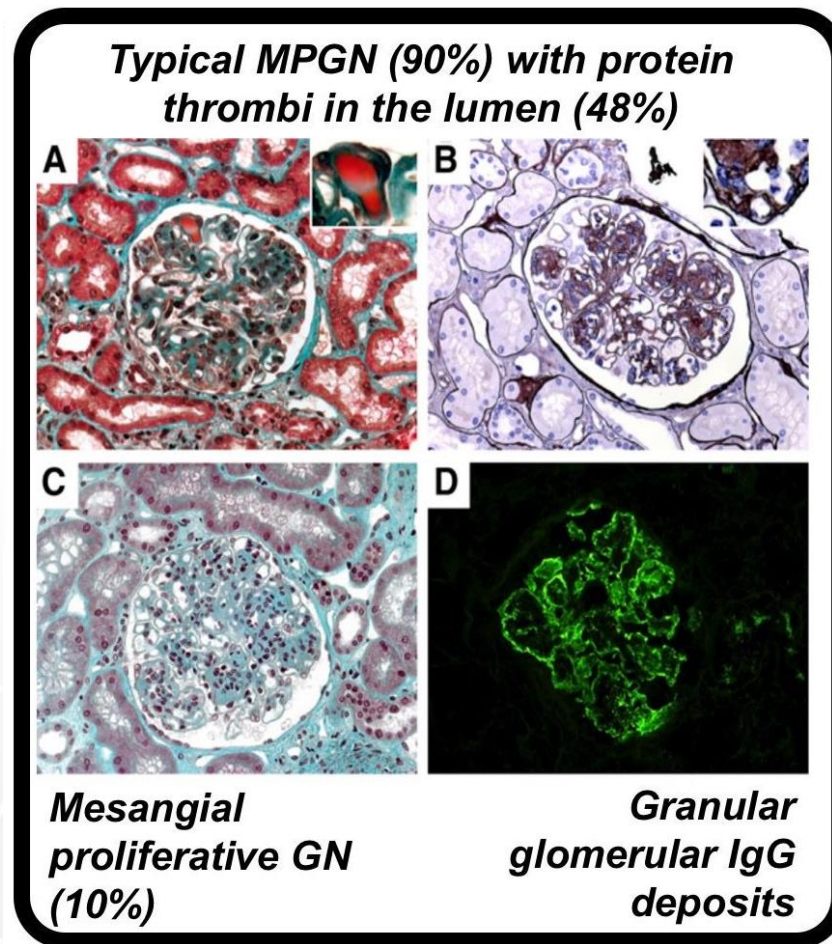 Typical MPGN (90%) with protein
thrombi in the lumen (48%)
A
B
C
D
Mesangial
proliferative GN
(10%)
Granular
glomerular IgG
deposits